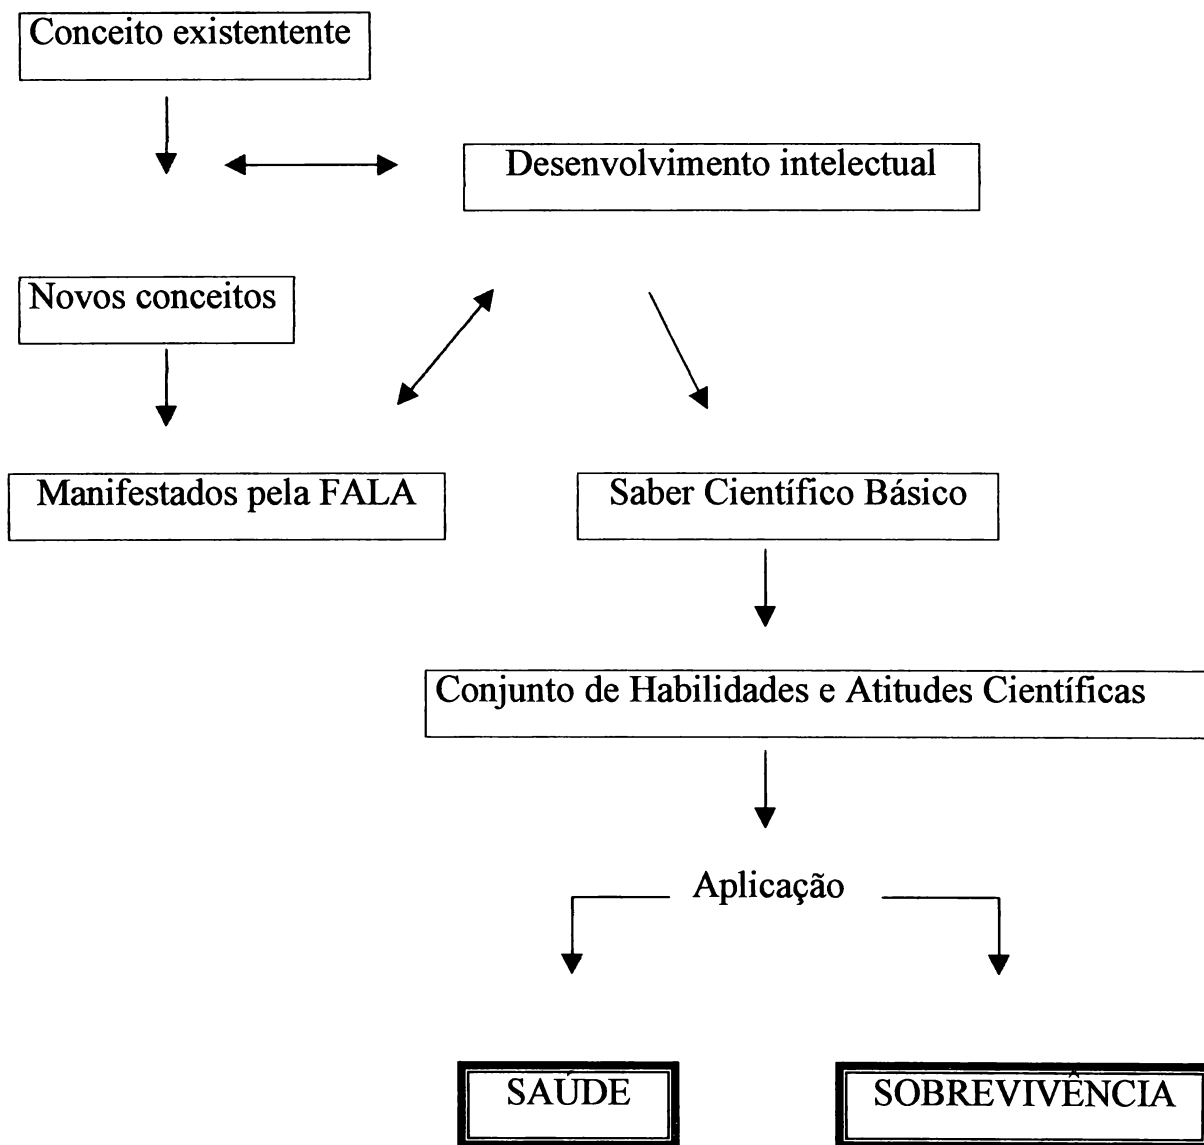 Conceito existentente
Desenvolvimento intelectual
Novos conceitos
Manifestados pela FALA
Saber Científico Básico
Conjunto de Habilidades e Atitudes Científicas
Aplicação
SAÚDE
SOBREVIVÊNCIA